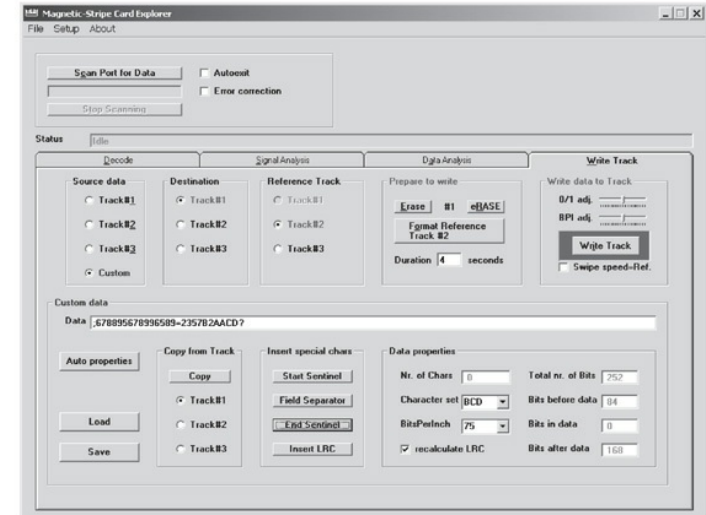 Magnetic-Stripe Card Explorer
File Setup About
Scan Port for Data
Autoexit
Error correction
Stop Scanning
Status Idle
Decode Signal Analysis Data Analysis Write Track
Source data Destination Reference Track Prepare to write Write data to Track
Track#1 Track#1 Track#1 Erase #1 eBASE 0/1 adj.
Track#2 Track#2 Track#2 Format Reference Track #2 BPI adj.
Track#3 Track#3 Track#3 Duration 4 seconds Write Track
Custom Swipe speed=Ref.
Custom data
Data ;678895678996589=2357B2AACD?
Auto properties Copy from Track Insert special chars Data properties
Copy Start Sentinel Nr. of Chars 0 Total nr. of Bits 252
Track#1 Field Separator Character set BCD Bits before data 84
Load Track#2 End Sentinel BitsPerInch 75 Bits in data 0
Save Track#3 Insert LRC recalculate LRC Bits after data 168